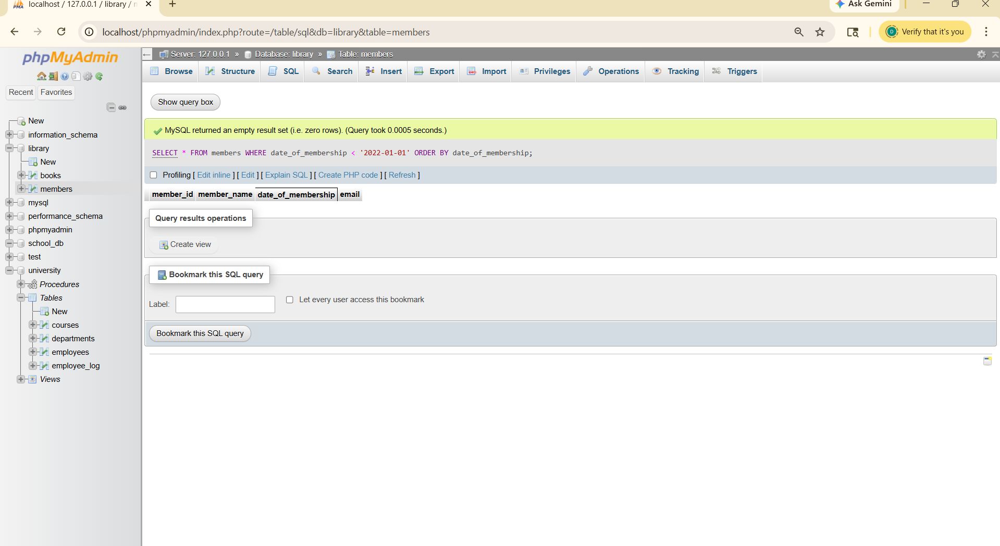 localhost / 127.0.0.1 / library /
Ask Gemini
localhost/phpmyadmin/index.php?route=/table/sql&db=library&table=members
D
Verify that it's you
phpMyAdmin
Recent
Favorites
New
information_schema
library
New
books
members
mysql
performance_schema
phpmyadmin
school_db
test
university
Procedures
Tables
New
courses
departments
employees
employee_log
Views
Server: 127.0.0.1 » Database: library » Table: members
Browse Structure SQL Search Insert Export Import Privileges Operations Tracking Triggers
Show query box
MySQL returned an empty result set (i.e. zero rows). (Query took 0.0005 seconds.)
SELECT * FROM members WHERE date_of_membership < '2022-01-01' ORDER BY date_of_membership;
Profiling [ Edit inline ] [ Edit ] [ Explain SQL ] [ Create PHP code ] [ Refresh ]
member_id member_name date_of_membership email
Query results operations
Create view
Bookmark this SQL query
Label:
Let every user access this bookmark
Bookmark this SQL query